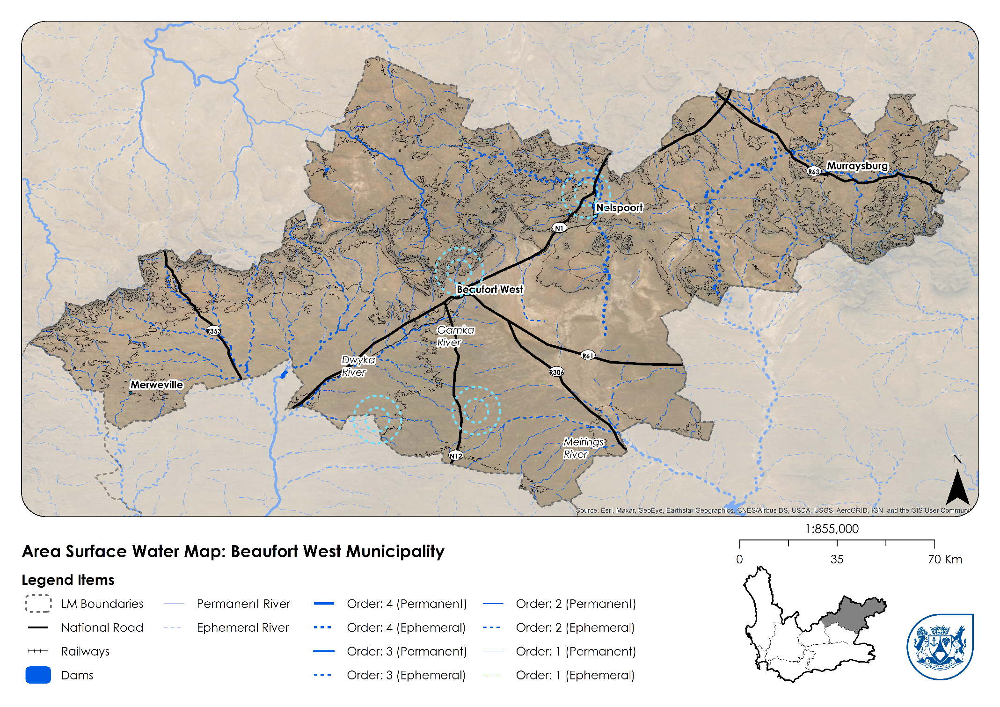 Murraysburg
R63
Nelspoort
N1
Beaufort West
R353
Gamka
River
Dwyka
River
R61
R306
Merweville
Meirings
River
N12
N
Source: Esri, Maxar, GeoEye, Earthstar Geographics, CNES/Airbus DS, USDA, USGS, AeroGRID, IGN, and the GIS User Communit
1:855,000
0 35 70 Km
Area Surface Water Map: Beaufort West Municipality
Legend Items
LM Boundaries
National Road
Railways
Dams
Permanent River
Ephemeral River
Order: 4 (Permanent)
Order: 4 (Ephemeral)
Order: 3 (Permanent)
Order: 3 (Ephemeral)
Order: 2 (Permanent)
Order: 2 (Ephemeral)
Order: 1 (Permanent)
Order: 1 (Ephemeral)